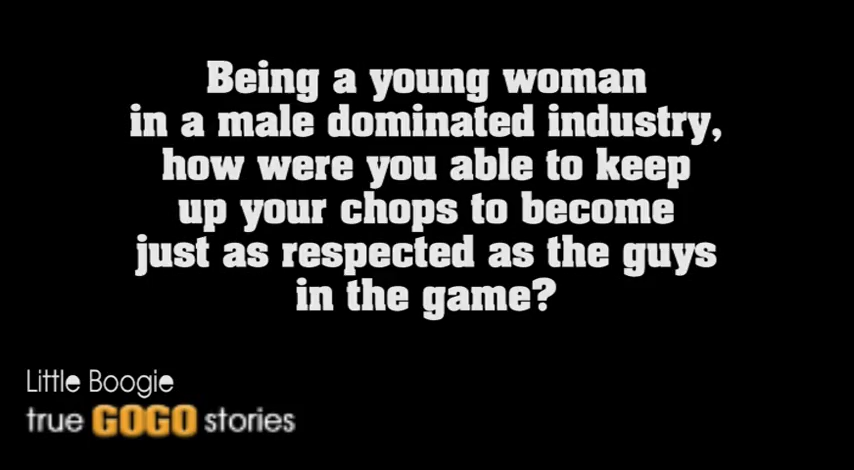 Being a young woman
in a male dominated industry,
how were you able to keep
up your chops to become
just as respected as the guys
in the game?
Little Boogie
true GOGO stories